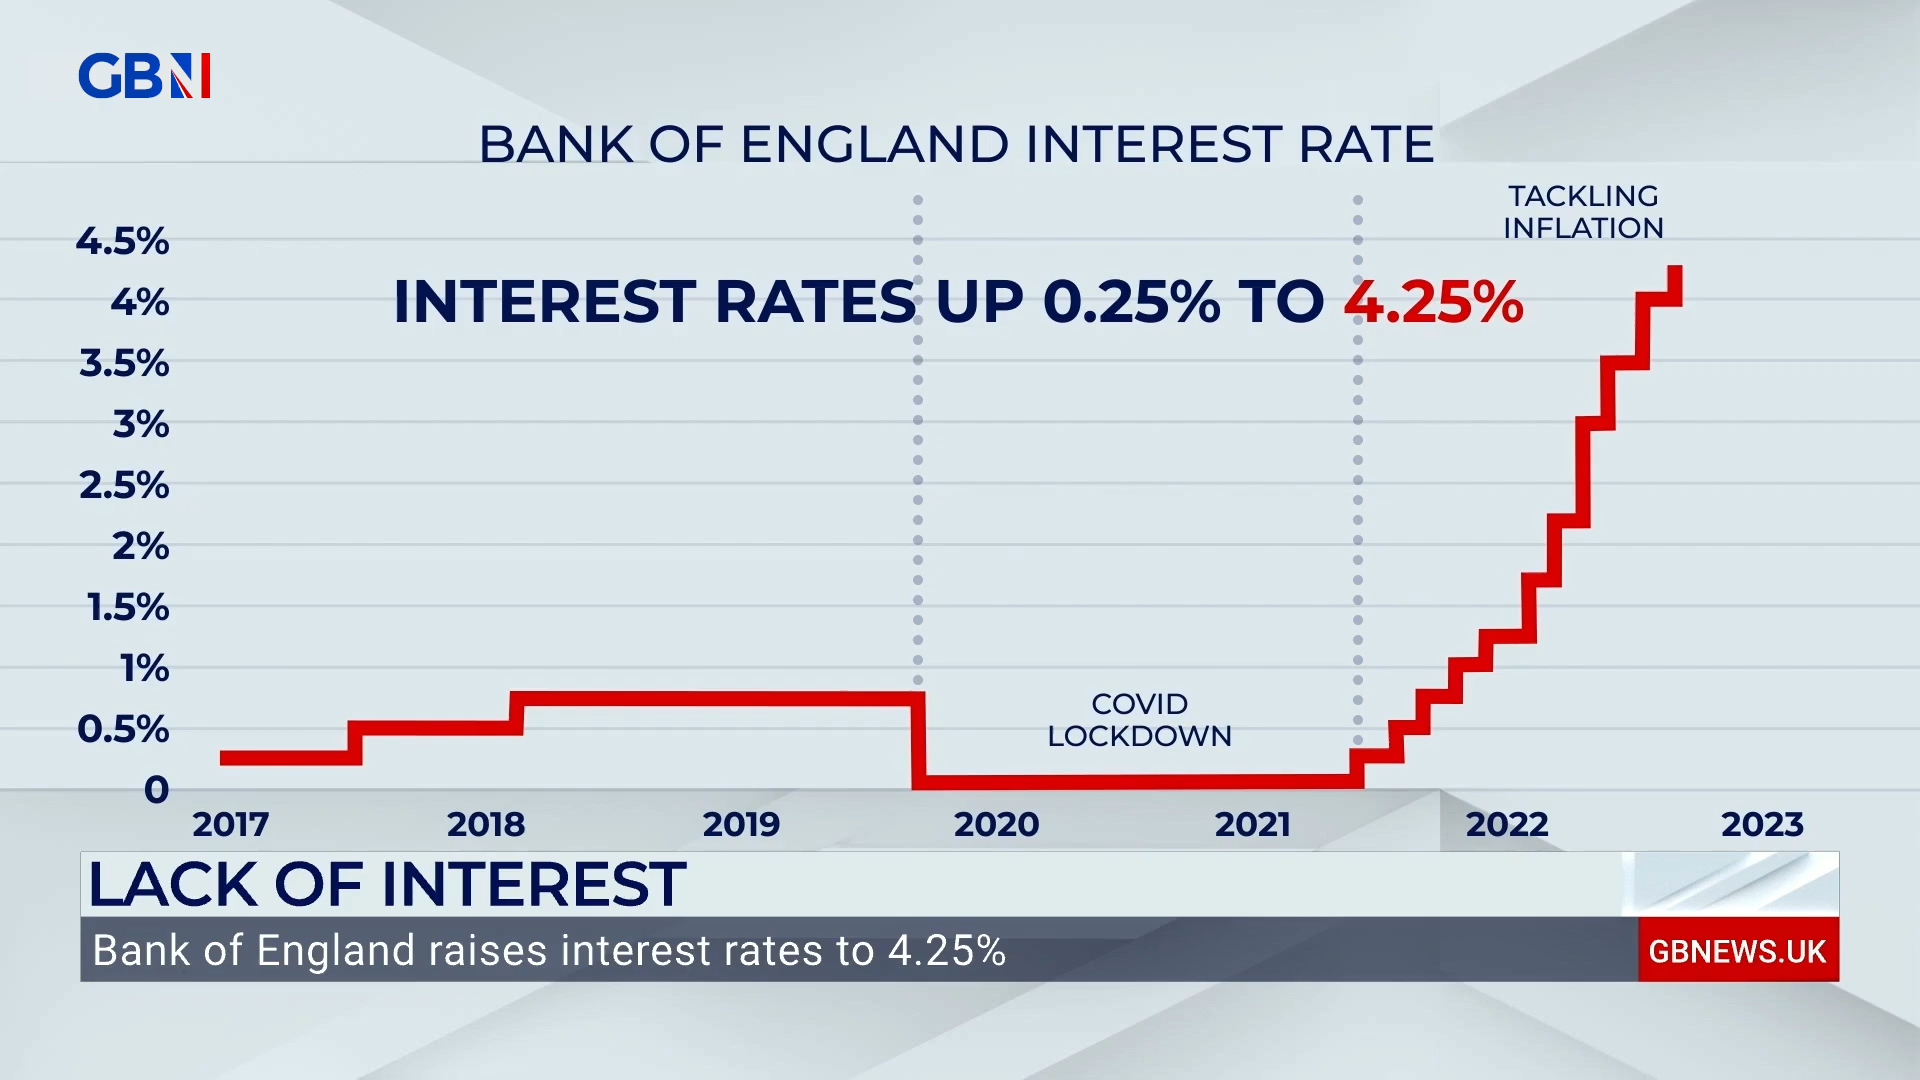 GBN
BANK OF ENGLAND INTEREST RATE
TACKLING
INFLATION
4.5%
INTEREST RATES UP 0.25% TO 4.25%
4%
3.5%
3%
2.5%
2%
1.5%
1%
0.5%
0
COVID
LOCKDOWN
2017 2018 2019 2020 2021 2022 2023
LACK OF INTEREST
Bank of England raises interest rates to 4.25%
GBNEWS.UK